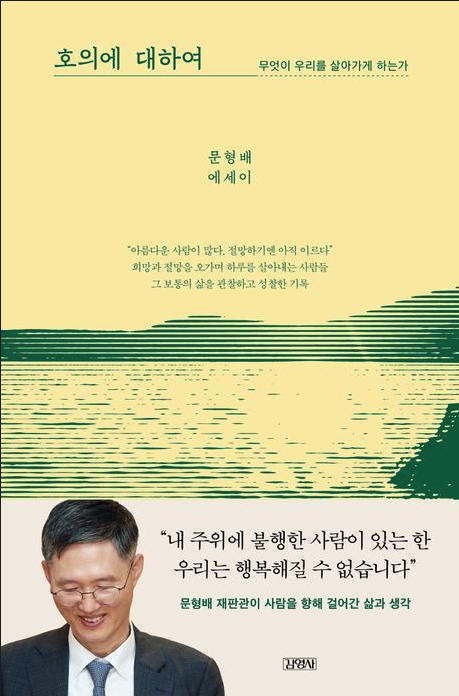 호의에 대하여
무엇이 우리를 살아가게 하는가
문형배
에세이
“아름다운 사람이 많다. 절망하기엔 아직 이르다”
희망과 절망을 오가며 하루를 살아내는 사람들
그 보통의 삶을 관찰하고 성찰한 기록
“내 주위에 불행한 사람이 있는 한
우리는 행복해질 수 없습니다”
문형배 재판관이 사람을 향해 걸어간 삶과 생각
김영사